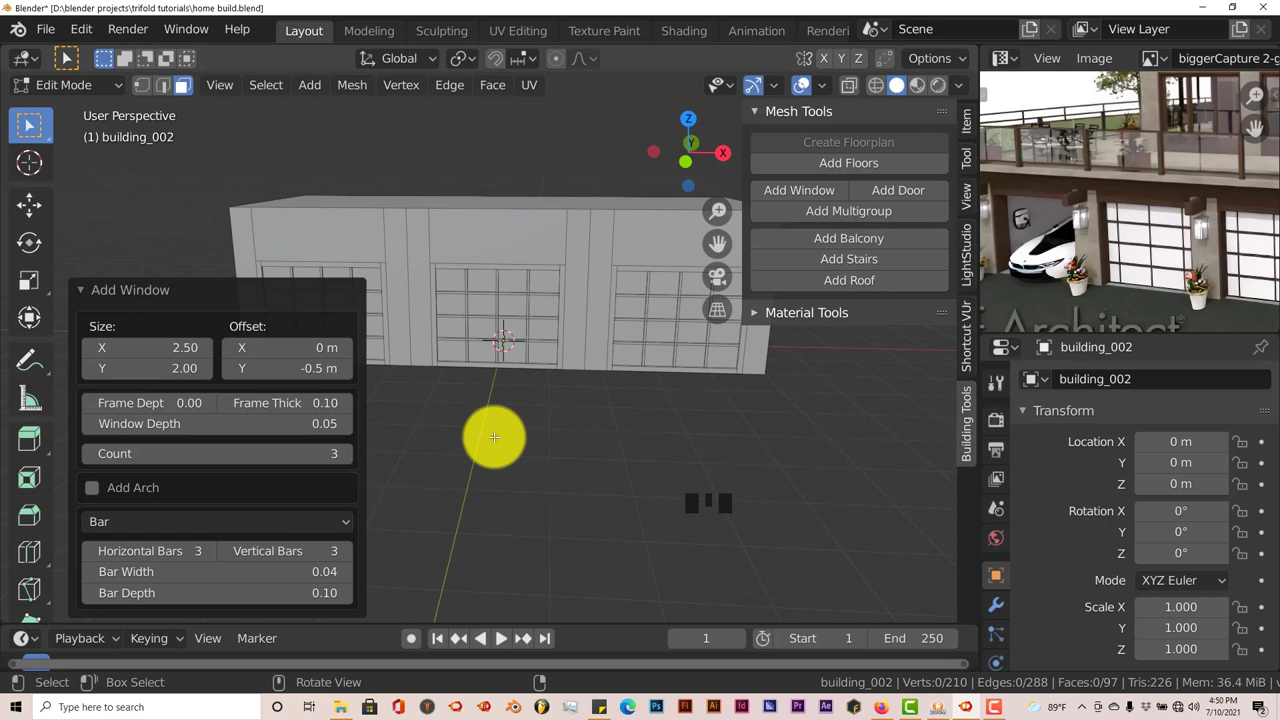 Blender* [D:\blender projects\trifold tutorials\home build.blend]
File Edit Render Window Help Layout Modeling Sculpting UV Editing Texture Paint Shading Animation Renderi Scene View Layer
Global X Y Z Options View Image biggerCapture 2-g
Edit Mode View Select Add Mesh Vertex Edge Face UV
User Perspective
(1) building_002
Z
Y
X
Mesh Tools
Create Floorplan
Add Floors
Add Window Add Door
Add Multigroup
Add Balcony
Add Stairs
Add Roof
Material Tools
Item
Tool
View
LightStudio
Shortcut VUr
Building Tools
Architect
Add Window
Size: Offset:
X 2.50 X 0 m
Y 2.00 Y -0.5 m
Frame Dept 0.00 Frame Thick 0.10
Window Depth 0.05
Count 3
Add Arch
Bar
Horizontal Bars 3 Vertical Bars 3
Bar Width 0.04
Bar Depth 0.10
building_002
building_002
Transform
Location X 0 m
Y 0 m
Z 0 m
Rotation X 0°
Y 0°
Z 0°
Mode XYZ Euler
Scale X 1.000
Y 1.000
Z 1.000
Playback Keying View Marker 1 Start 1 End 250
Select Box Select Rotate View building_002 | Verts:0/210 | Edges:0/288 | Faces:0/97 | Tris:226 | Mem: 36.4 MiB |
Type here to search 89°F 4:50 PM 7/10/2021